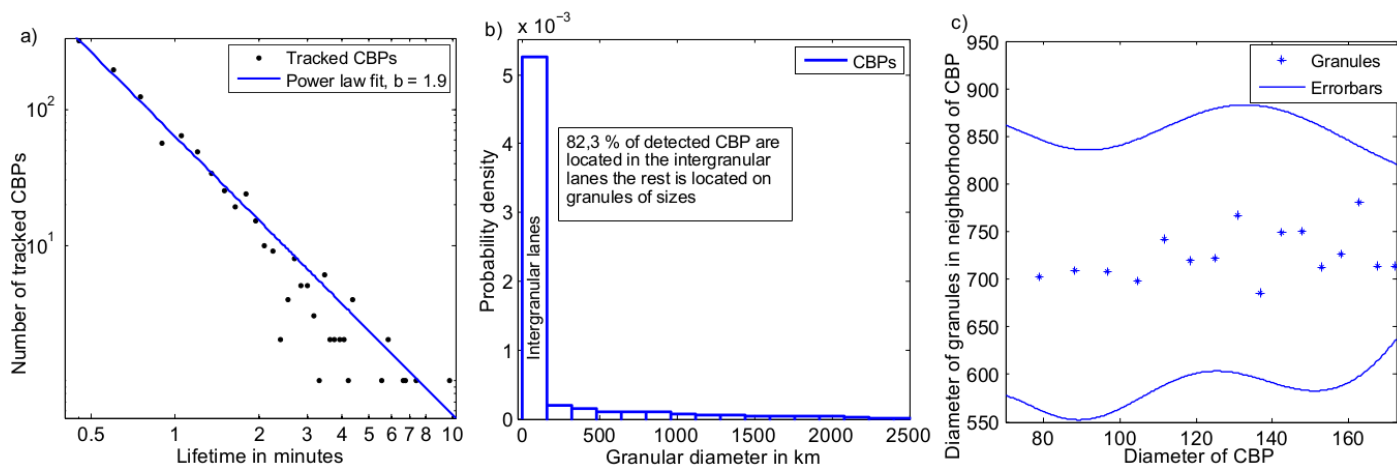 a)
Number of tracked CBPs
10^2
10^1
Tracked CBPs
Power law fit, b = 1.9
0.5 1 2 3 4 5 6 7 8 10
Lifetime in minutes
b)
x 10^−3
Probability density
5
4
3
2
1
0
CBPs
82,3 % of detected CBP are
located in the intergranular
lanes the rest is located on
granules of sizes
Intergranular lanes
0 500 1000 1500 2000 2500
Granular diameter in km
c)
Diameter of granules in neighborhood of CBP
950
900
850
800
750
700
650
600
550
Granules
Errorbars
80 100 120 140 160
Diameter of CBP